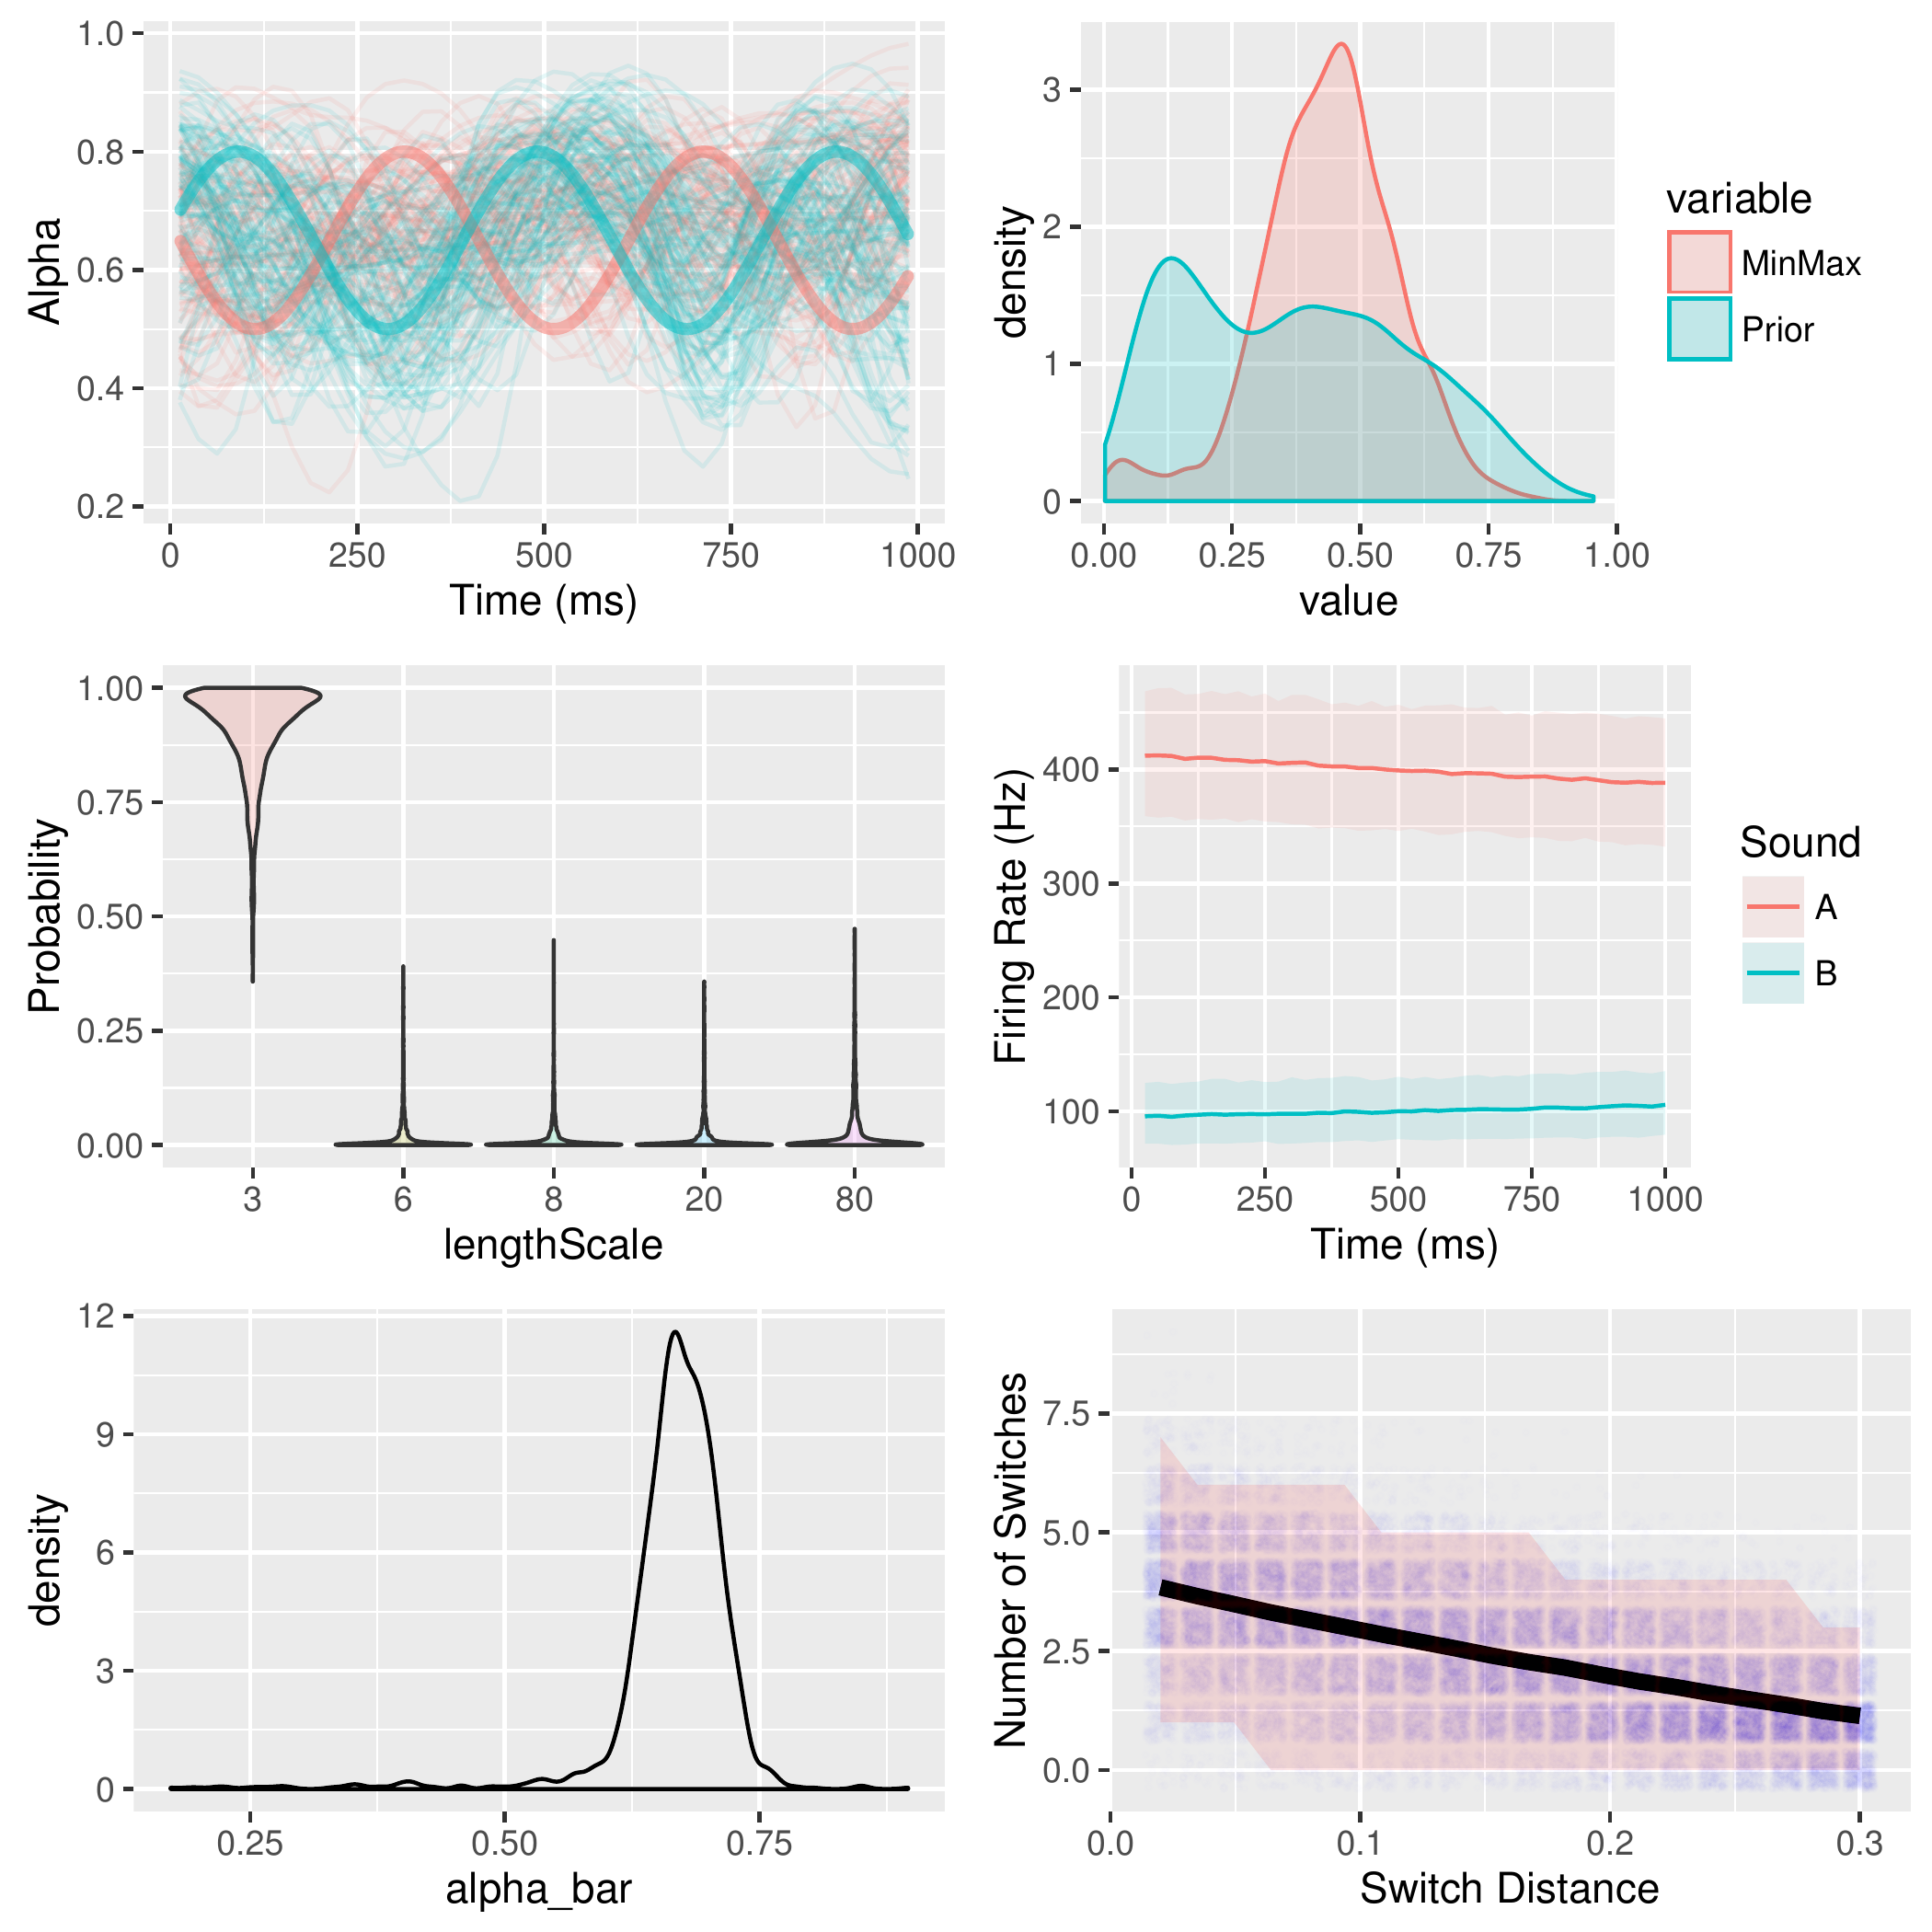 1.0
0.8
0.6
0.4
0.2
Alpha
0 250 500 750 1000
Time (ms)
3
2
1
0
density
0.00 0.25 0.50 0.75 1.00
value
variable
MinMax
Prior
1.00
0.75
0.50
0.25
0.00
Probability
3 6 8 20 80
lengthScale
400
300
200
100
Firing Rate (Hz)
0 250 500 750 1000
Time (ms)
Sound
A
B
12
9
6
3
0
density
0.25 0.50 0.75
alpha_bar
7.5
5.0
2.5
0.0
Number of Switches
0.0 0.1 0.2 0.3
Switch Distance